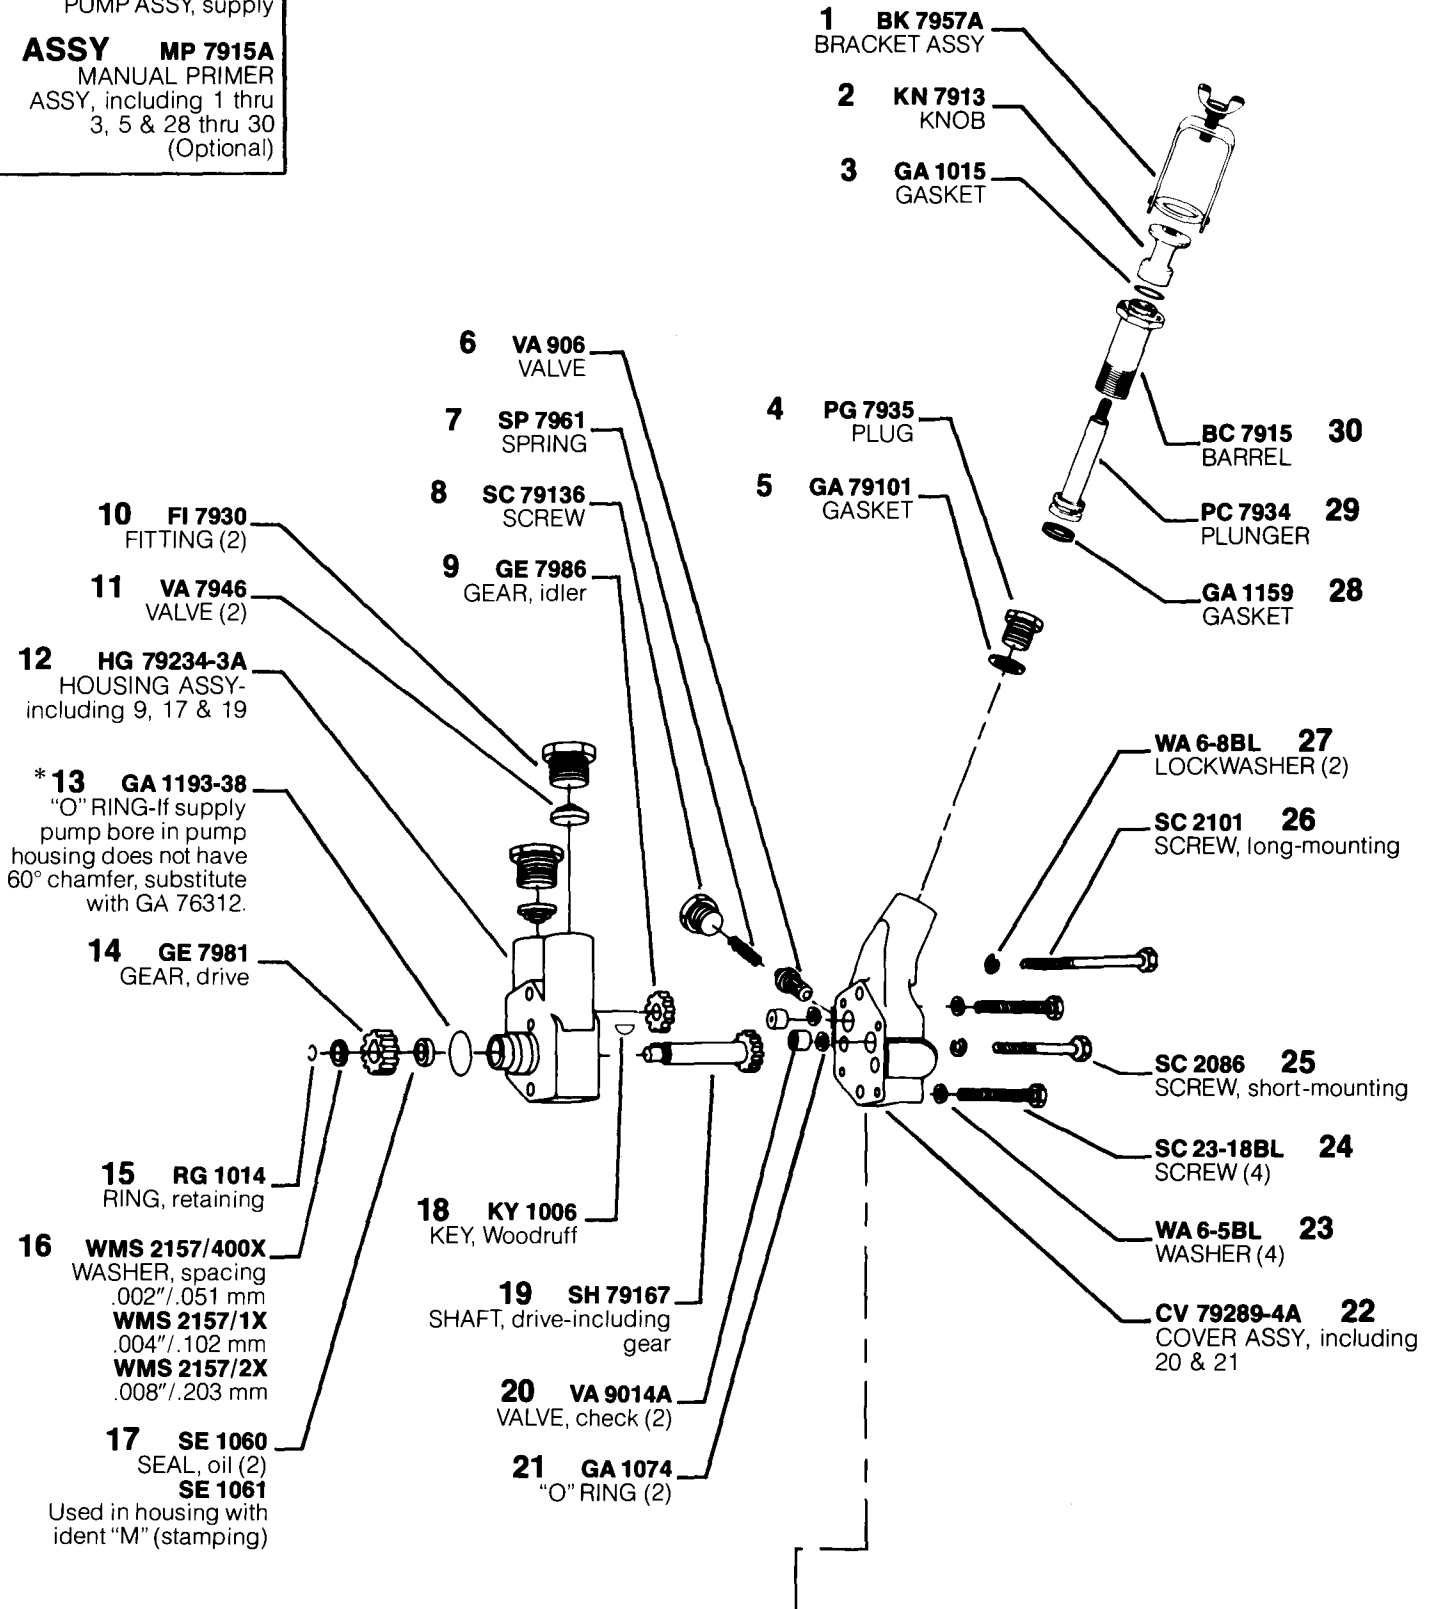 PUMP ASSY, supply
ASSY MP 7915A
MANUAL PRIMER
ASSY, including 1 thru
3, 5 & 28 thru 30
(Optional)
1 BK 7957A
BRACKET ASSY
2 KN 7913
KNOB
3 GA 1015
GASKET
4 PG 7935
PLUG
5 GA 79101
GASKET
6 VA 906
VALVE
7 SP 7961
SPRING
8 SC 79136
SCREW
9 GE 7986
GEAR, idler
10 FI 7930
FITTING (2)
11 VA 7946
VALVE (2)
12 HG 79234-3A
HOUSING ASSY-
including 9, 17 & 19
*13 GA 1193-38
"O" RING-If supply
pump bore in pump
housing does not have
60° chamfer, substitute
with GA 76312.
14 GE 7981
GEAR, drive
15 RG 1014
RING, retaining
16 WMS 2157/400X
WASHER, spacing
.002"/.051 mm
WMS 2157/1X
.004"/.102 mm
WMS 2157/2X
.008"/.203 mm
17 SE 1060
SEAL, oil (2)
SE 1061
Used in housing with
ident "M" (stamping)
18 KY 1006
KEY, Woodruff
19 SH 79167
SHAFT, drive-including
gear
20 VA 9014A
VALVE, check (2)
21 GA 1074
"O" RING (2)
BC 7915 30
BARREL
PC 7934 29
PLUNGER
GA 1159 28
GASKET
WA 6-8BL 27
LOCKWASHER (2)
SC 2101 26
SCREW, long-mounting
SC 2086 25
SCREW, short-mounting
SC 23-18BL 24
SCREW (4)
WA 6-5BL 23
WASHER (4)
CV 79289-4A 22
COVER ASSY, including
20 & 21